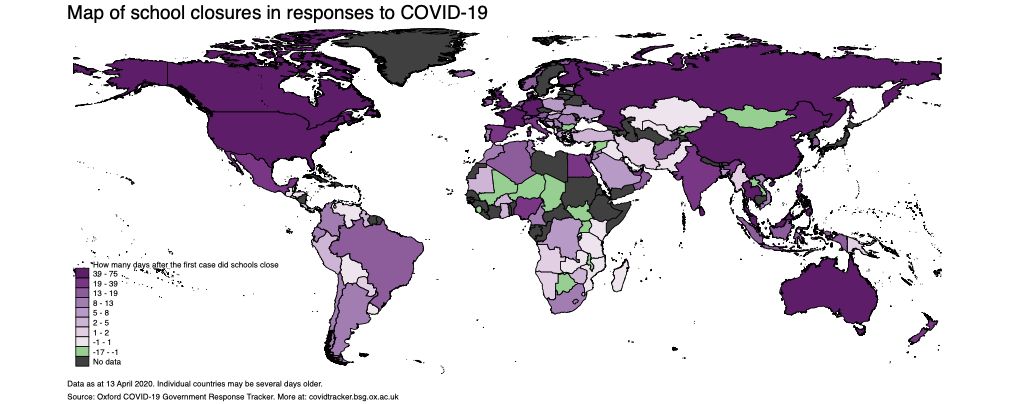 Map of school closures in responses to COVID-19
*How many days after the first case did schools close
39 - 75
19 - 39
13 - 19
8 - 13
5 - 8
2 - 5
1 - 2
-1 - 1
-17 - -1
No data
Data as at 13 April 2020. Individual countries may be several days older.
Source: Oxford COVID-19 Government Response Tracker. More at: covidtracker.bsg.ox.ac.uk